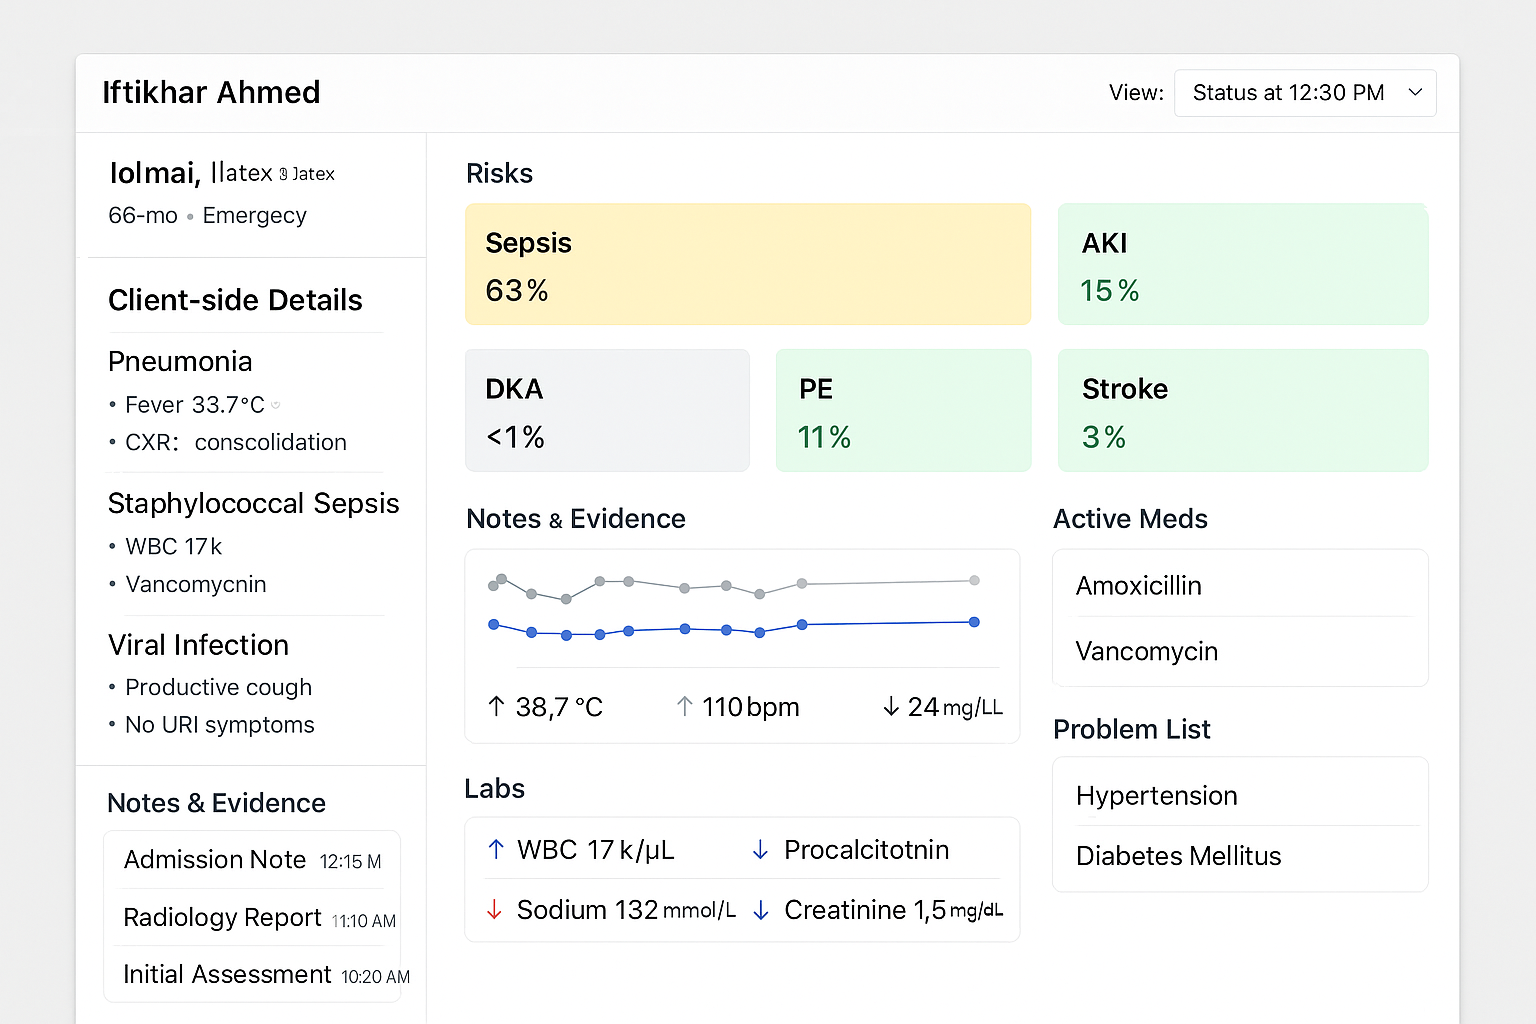 Iftikhar Ahmed
View: Status at 12:30 PM
Iolmai, llatex Jatex
66-mo • Emergecy
Client-side Details
Pneumonia
• Fever 33.7°C
• CXR: conscolidation
Staphylococcal Sepsis
• WBC 17k
• Vancomycnin
Viral Infection
• Productive cough
• No URI symptoms
Notes & Evidence
Admission Note 12:15 M
Radiology Report 11:10 AM
Initial Assessment 10:20 AM
Risks
Sepsis
63%
AKI
15%
DKA
<1%
PE
11%
Stroke
3%
Notes & Evidence
↑ 38,7 °C ↑ 110 bpm ↓ 24 mg/LL
Labs
↑ WBC 17 k/µL ↓ Procalcitotnin
↓ Sodium 132 mmol/L ↓ Creatinine 1,5 mg/dL
Active Meds
Amoxicillin
Vancomycin
Problem List
Hypertension
Diabetes Mellitus